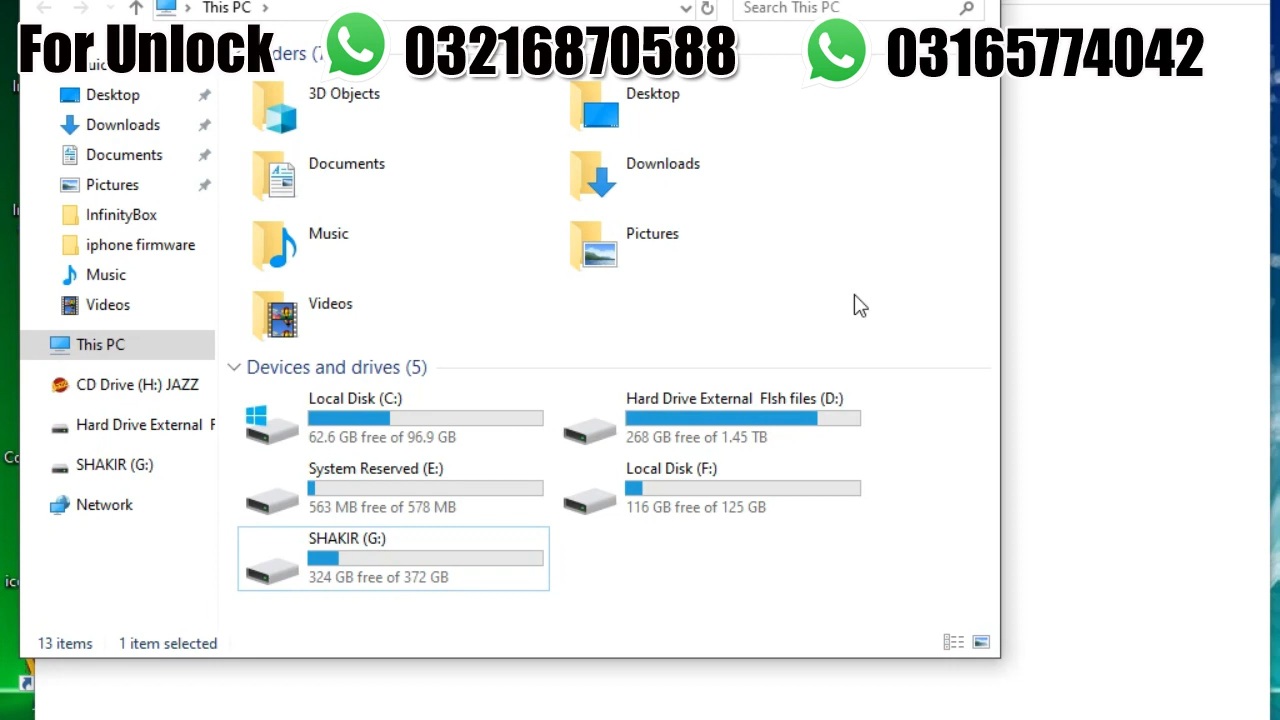 This PC
Search This PC
For Unlock 03216870588 03165774042
Desktop
Downloads
Documents
Pictures
InfinityBox
iphone firmware
Music
Videos
This PC
CD Drive (H:) JAZZ
Hard Drive External F
SHAKIR (G:)
Network
3D Objects
Desktop
Documents
Downloads
Music
Pictures
Videos
Devices and drives (5)
Local Disk (C:)
62.6 GB free of 96.9 GB
Hard Drive External Flsh files (D:)
268 GB free of 1.45 TB
System Reserved (E:)
563 MB free of 578 MB
Local Disk (F:)
116 GB free of 125 GB
SHAKIR (G:)
324 GB free of 372 GB
13 items
1 item selected